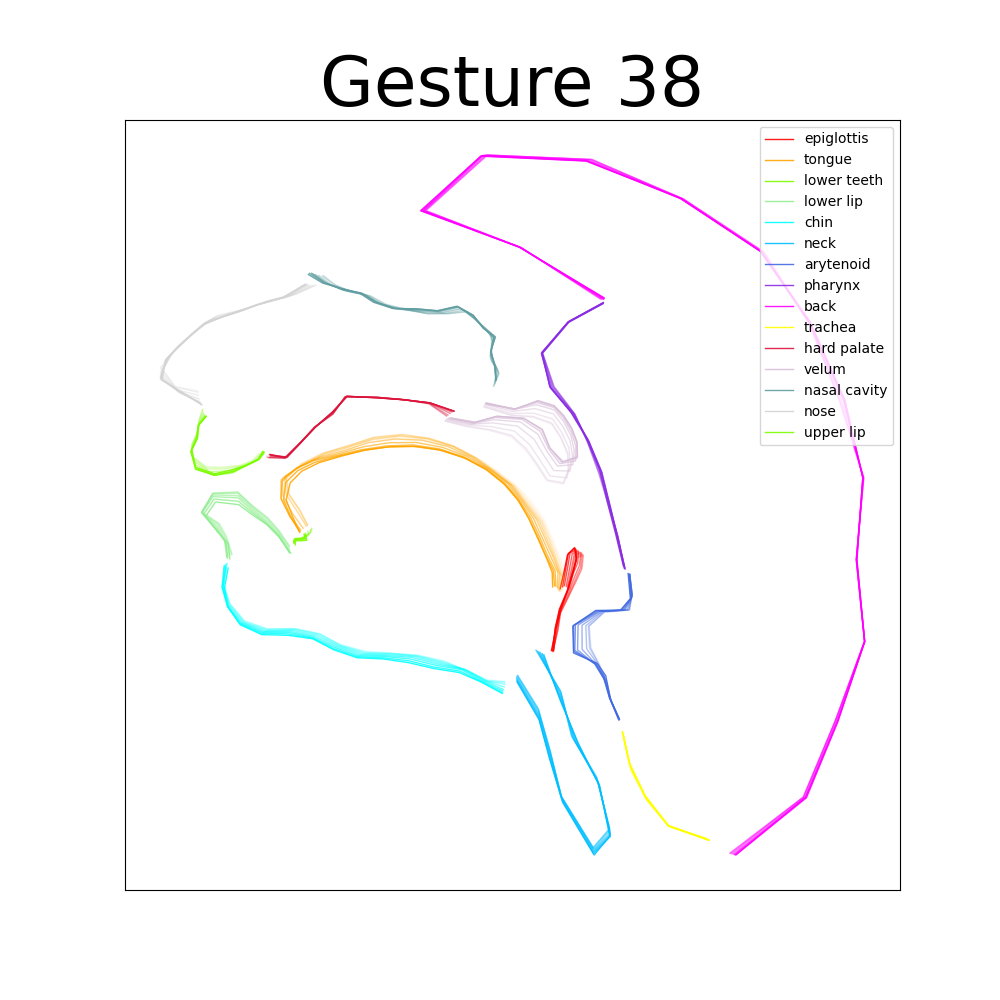 Gesture 38
epiglottis
tongue
lower teeth
lower lip
chin
neck
arytenoid
pharynx
back
trachea
hard palate
velum
nasal cavity
nose
upper lip